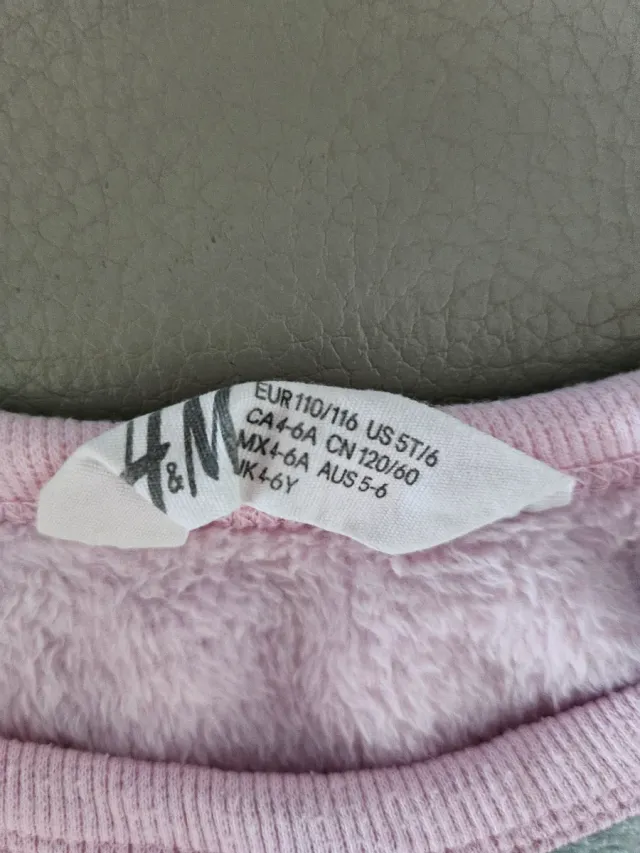 H&M
EUR 110/116 US 5T/6
CA 4-6A CN 120/60
MX 4-6A AUS 5-6
UK 4-6Y